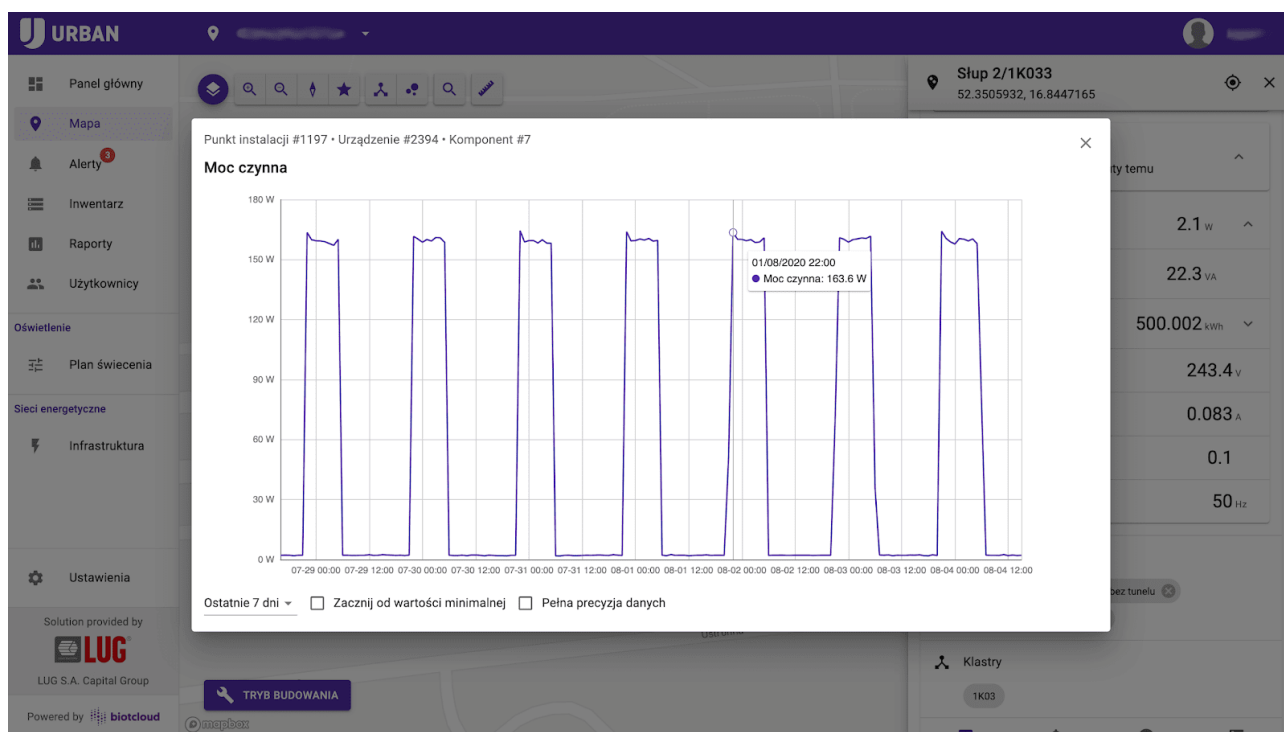 URBAN
Panel główny
Mapa
Alerty 3
Inwentarz
Raporty
Użytkownicy
Oświetlenie
Plan świecenia
Sieci energetyczne
Infrastruktura
Ustawienia
Solution provided by
LUG
LUG S.A. Capital Group
Powered by biotcloud
Słup 2/1K033
52.3505932, 16.8447165
Punkt instalacji #1197 • Urządzenie #2394 • Komponent #7
Moc czynna
180 W
150 W
120 W
90 W
60 W
30 W
0 W
01/08/2020 22:00
Moc czynna: 163.6 W
07-29 00:00 07-29 12:00 07-30 00:00 07-30 12:00 07-31 00:00 07-31 12:00 08-01 00:00 08-01 12:00 08-02 00:00 08-02 12:00 08-03 00:00 08-03 12:00 08-04 00:00 08-04 12:00
Ostatnie 7 dni
Zacznij od wartości minimalnej
Pełna precyzja danych
temu
2.1 W
22.3 VA
500.002 kWh
243.4 V
0.083 A
0.1
50 Hz
bez tunelu
Klastry
1K03
TRYB BUDOWANIA
mapbox